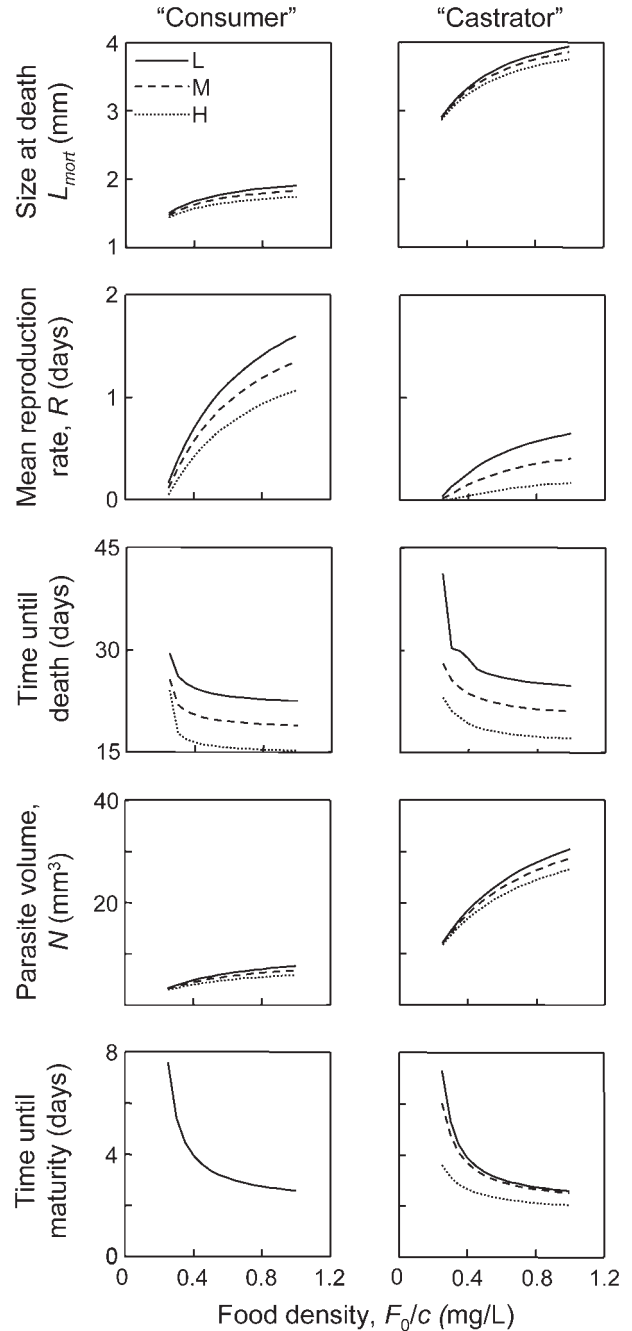 "Consumer"
"Castrator"
Size at death
L_mort (mm)
4
3
2
1
L
M
H
Mean reproduction
rate, R (days)
2
1
0
Time until
death (days)
45
30
15
Parasite volume,
N (mm³)
40
20
Time until
maturity (days)
8
4
0
0 0.4 0.8 1.2
0 0.4 0.8 1.2
Food density, F₀/c (mg/L)